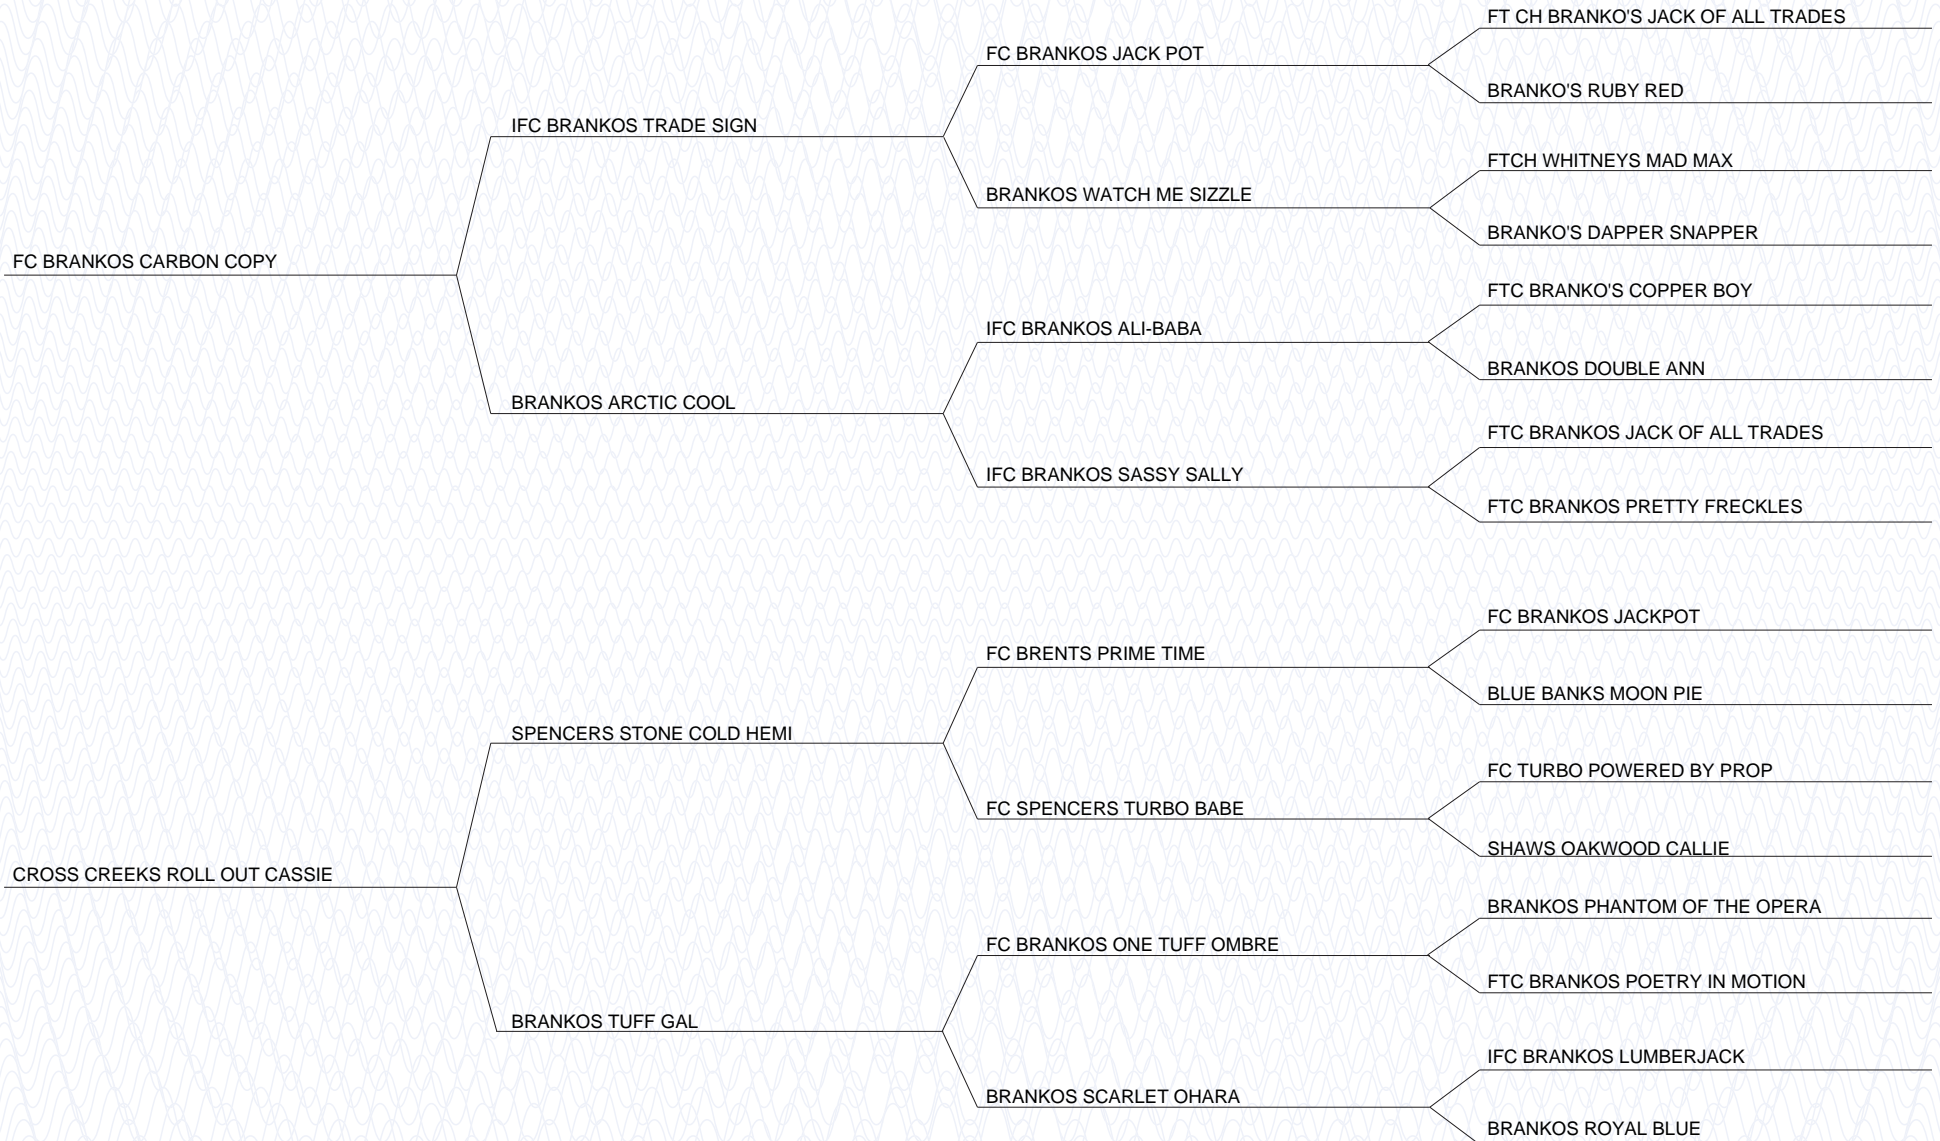 FT CH BRANKO'S JACK OF ALL TRADES
FC BRANKOS JACK POT
BRANKO'S RUBY RED
IFC BRANKOS TRADE SIGN
FTCH WHITNEYS MAD MAX
BRANKOS WATCH ME SIZZLE
BRANKO'S DAPPER SNAPPER
FC BRANKOS CARBON COPY
FTC BRANKO'S COPPER BOY
IFC BRANKOS ALI-BABA
BRANKOS DOUBLE ANN
BRANKOS ARCTIC COOL
FTC BRANKOS JACK OF ALL TRADES
IFC BRANKOS SASSY SALLY
FTC BRANKOS PRETTY FRECKLES
FC BRANKOS JACKPOT
FC BRENTS PRIME TIME
BLUE BANKS MOON PIE
SPENCERS STONE COLD HEMI
FC TURBO POWERED BY PROP
FC SPENCERS TURBO BABE
SHAWS OAKWOOD CALLIE
CROSS CREEKS ROLL OUT CASSIE
BRANKOS PHANTOM OF THE OPERA
FC BRANKOS ONE TUFF OMBRE
FTC BRANKOS POETRY IN MOTION
BRANKOS TUFF GAL
IFC BRANKOS LUMBERJACK
BRANKOS SCARLET OHARA
BRANKOS ROYAL BLUE